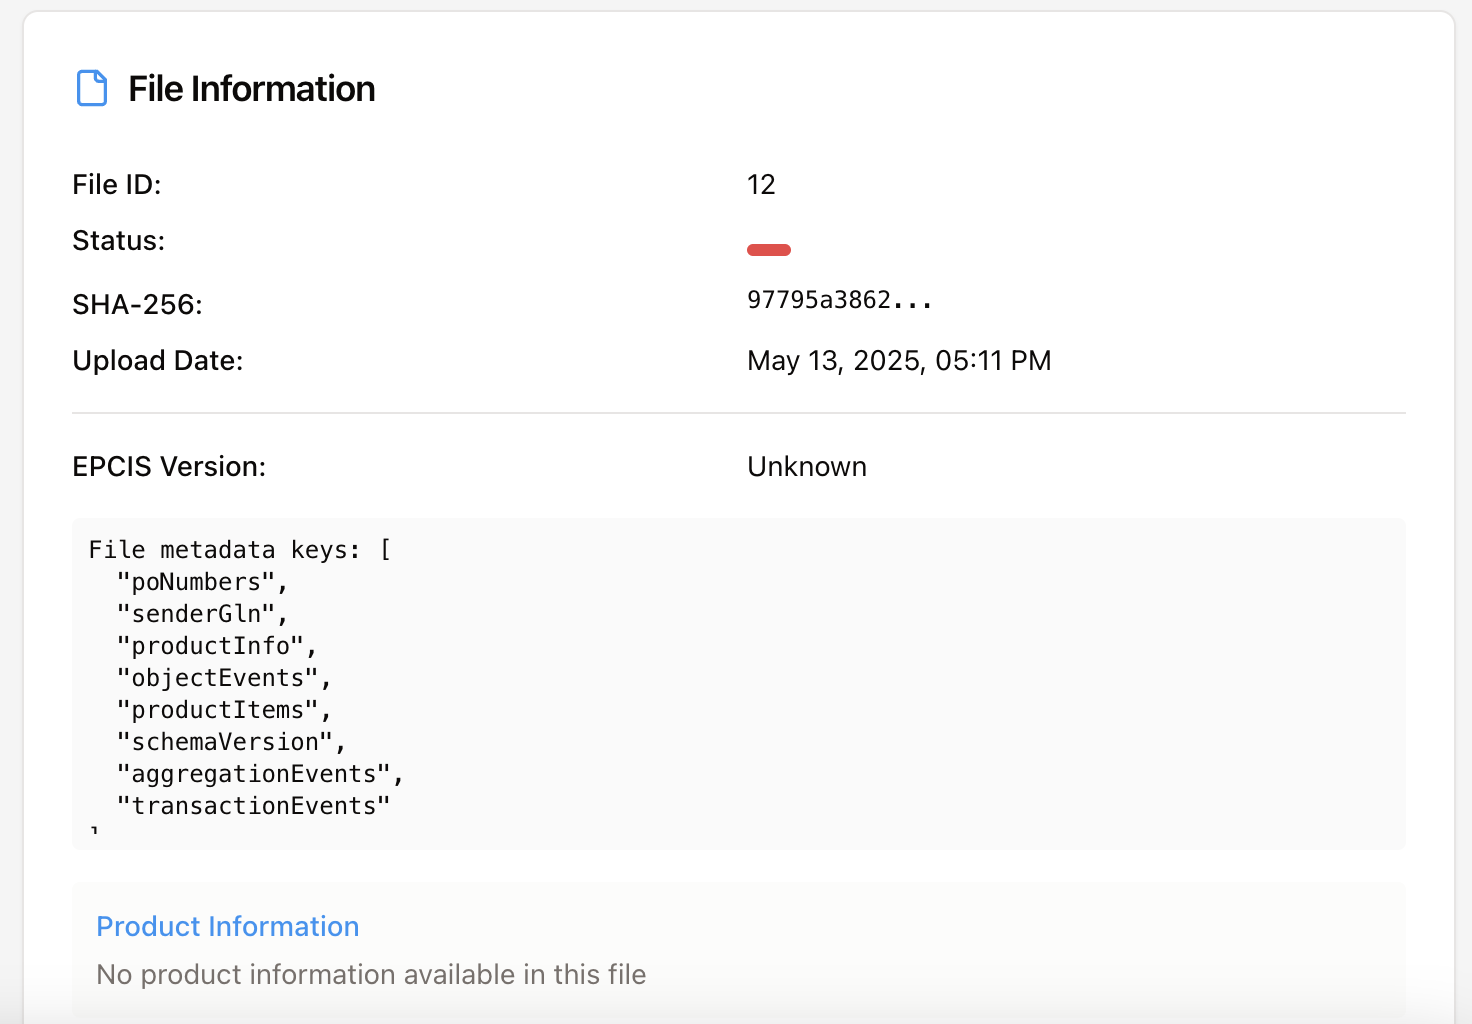 File Information
File ID: 12
Status:
SHA-256: 97795a3862...
Upload Date: May 13, 2025, 05:11 PM
EPCIS Version: Unknown
File metadata keys: [
  "poNumbers",
  "senderGln",
  "productInfo",
  "objectEvents",
  "productItems",
  "schemaVersion",
  "aggregationEvents",
  "transactionEvents"
]
Product Information
No product information available in this file